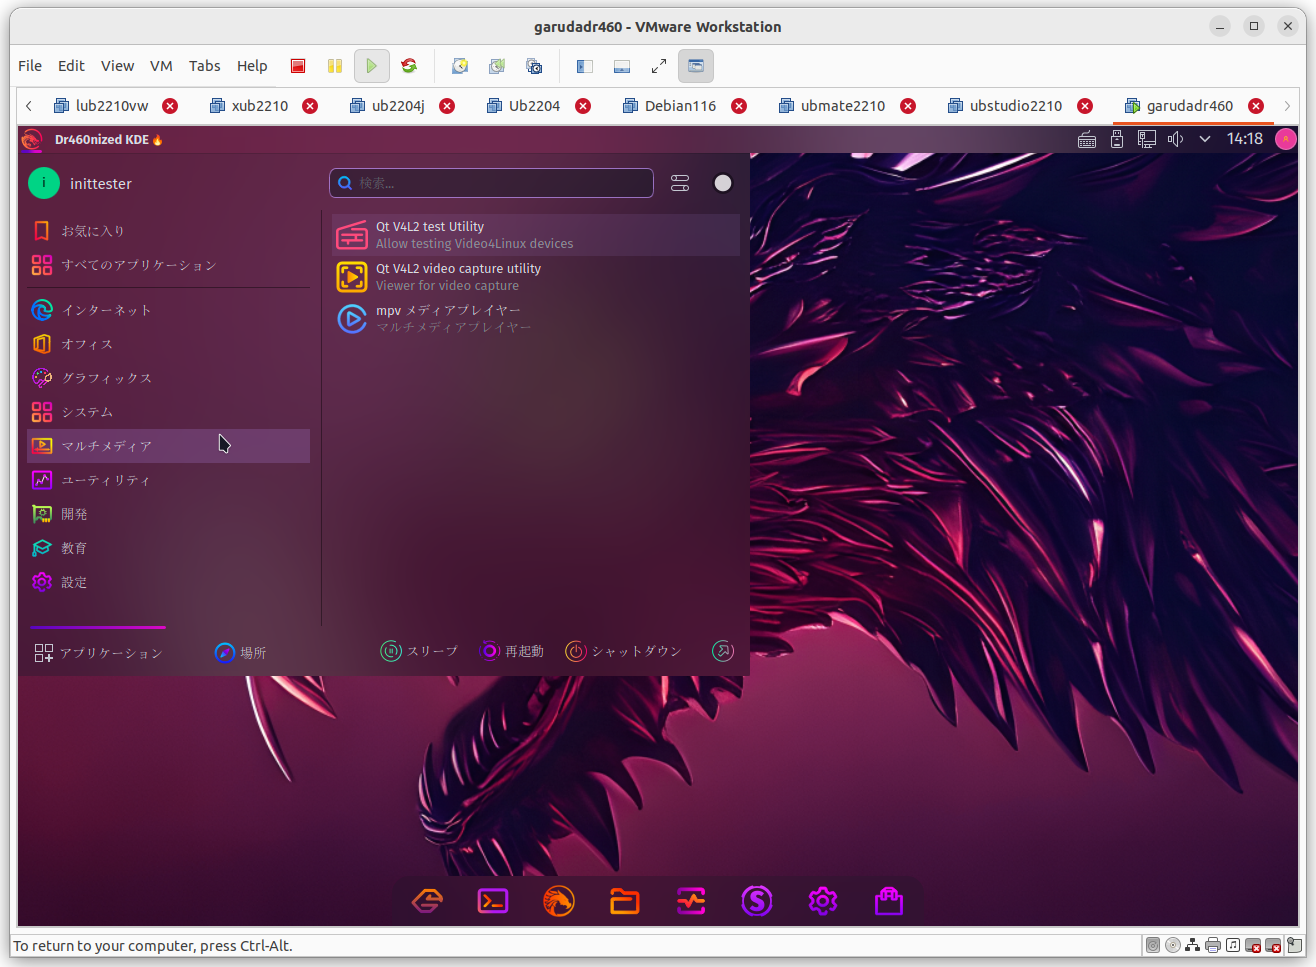 garudadr460 - VMware Workstation
File Edit View VM Tabs Help
lub2210vw xub2210 ub2204j Ub2204 Debian116 ubmate2210 ubstudio2210 garudadr460
Dr460nized KDE🔥 14:18
i inittester 検索...
お気に入り
すべてのアプリケーション
インターネット
オフィス
グラフィックス
システム
マルチメディア
ユーティリティ
開発
教育
設定
Qt V4L2 test Utility
Allow testing Video4Linux devices
Qt V4L2 video capture utility
Viewer for video capture
mpv メディアプレイヤー
マルチメディアプレイヤー
アプリケーション 場所 スリープ 再起動 シャットダウン
To return to your computer, press Ctrl-Alt.